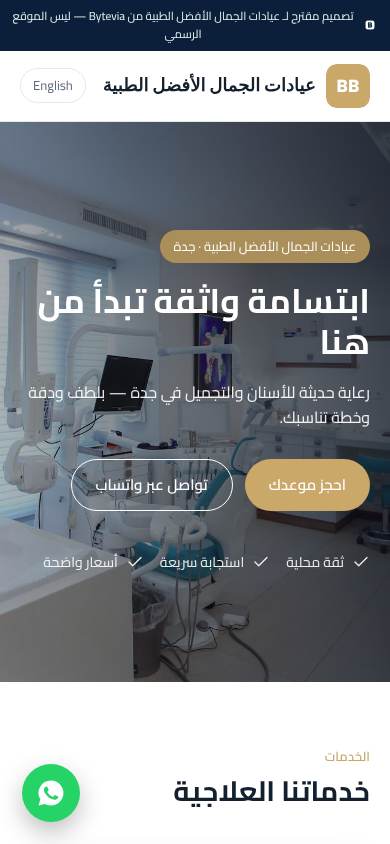 تصميم مقترح لـ عيادات الجمال الأفضل الطبية من Bytevia — ليس الموقع
الرسمي
B
BB
عيادات الجمال الأفضل الطبية
English
عيادات الجمال الأفضل الطبية · جدة
ابتسامة واثقة تبدأ من
هنا
رعاية حديثة للأسنان والتجميل في جدة — بلطف ودقة
وخطة تناسبك.
احجز موعدك
تواصل عبر واتساب
ثقة محلية
استجابة سريعة
أسعار واضحة
الخدمات
خدماتنا العلاجية